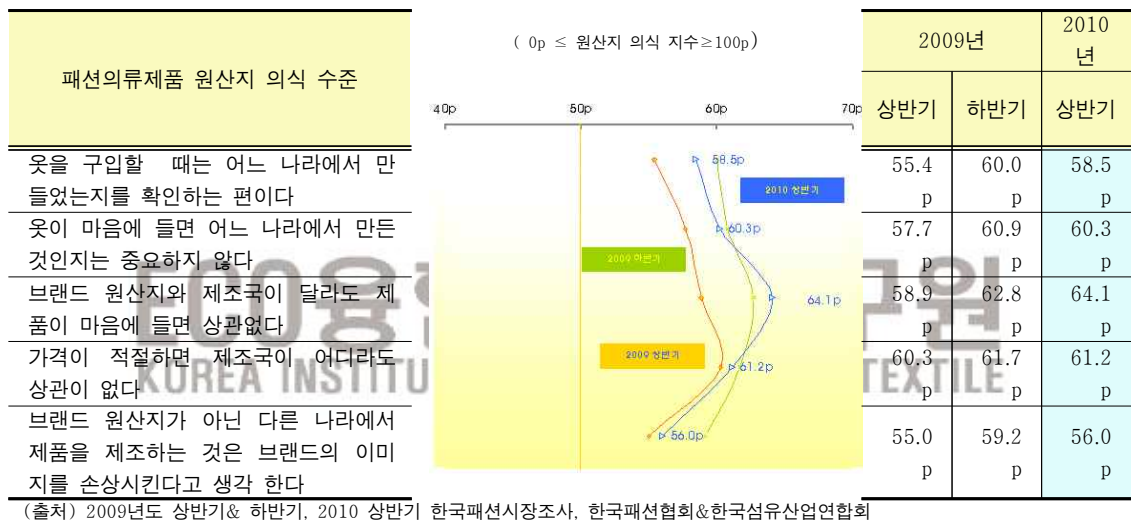 패션의류제품 원산지 의식 수준
( 0p ≤ 원산지 의식 지수≥100p)
2009년
2010
년
상반기
하반기
상반기
40p
50p
60p
70p
옷을 구입할 때는 어느 나라에서 만
들었는지를 확인하는 편이다
58.5p
2010 상반기
55.4
p
60.0
p
58.5
p
옷이 마음에 들면 어느 나라에서 만든
것인지는 중요하지 않다
60.3p
2009 하반기
57.7
p
60.9
p
60.3
p
브랜드 원산지와 제조국이 달라도 제
품이 마음에 들면 상관없다
64.1p
58.9
p
62.8
p
64.1
p
가격이 적절하면 제조국이 어디라도
상관이 없다
2009 상반기
61.2p
60.3
p
61.7
p
61.2
p
브랜드 원산지가 아닌 다른 나라에서
제품을 제조하는 것은 브랜드의 이미
지를 손상시킨다고 생각 한다
56.0p
55.0
p
59.2
p
56.0
p
ECO융
구원
KOREA INSTITU
TEXTILE
(출처) 2009년도 상반기& 하반기, 2010 상반기 한국패션시장조사, 한국패션협회&한국섬유산업연합회